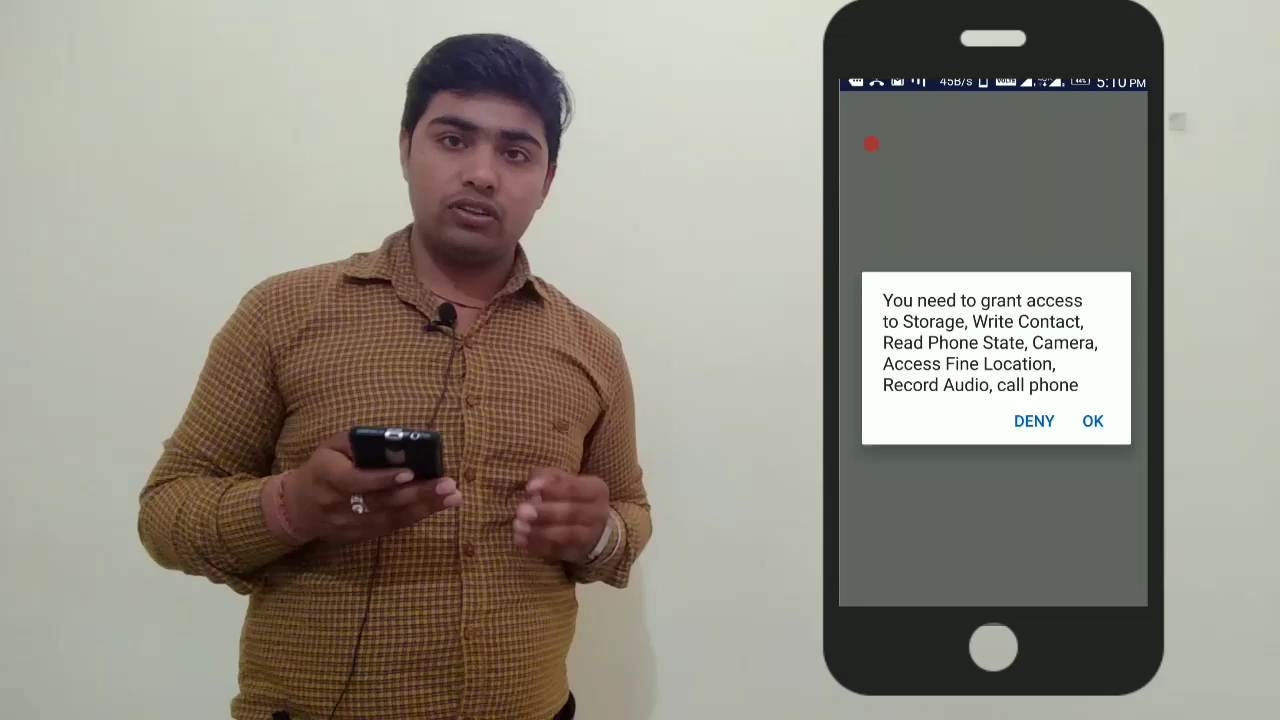 45B/s 5:10 PM
You need to grant access
to Storage, Write Contact,
Read Phone State, Camera,
Access Fine Location,
Record Audio, call phone
DENY OK